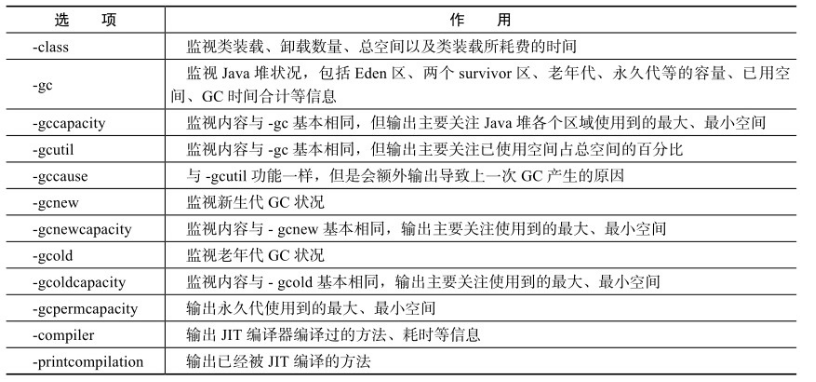 选 项 作 用
-class 监视类装载、卸载数量、总空间以及类装载所耗费的时间
-gc 监视 Java 堆状况，包括 Eden 区、两个 survivor 区、老年代、永久代等的容量、已用空
间、GC 时间合计等信息
-gccapacity 监视内容与 -gc 基本相同，但输出主要关注 Java 堆各个区域使用到的最大、最小空间
-gcutil 监视内容与 -gc 基本相同，但输出主要关注已使用空间占总空间的百分比
-gccause 与 -gcutil 功能一样，但是会额外输出导致上一次 GC 产生的原因
-gcnew 监视新生代 GC 状况
-gcnewcapacity 监视内容与 - gcnew 基本相同，输出主要关注使用到的最大、最小空间
-gcold 监视老年代 GC 状况
-gcoldcapacity 监视内容与 - gcold 基本相同，输出主要关注使用到的最大、最小空间
-gcpermcapacity 输出永久代使用到的最大、最小空间
-compiler 输出 JIT 编译器编译过的方法、耗时等信息
-printcompilation 输出已经被 JIT 编译的方法